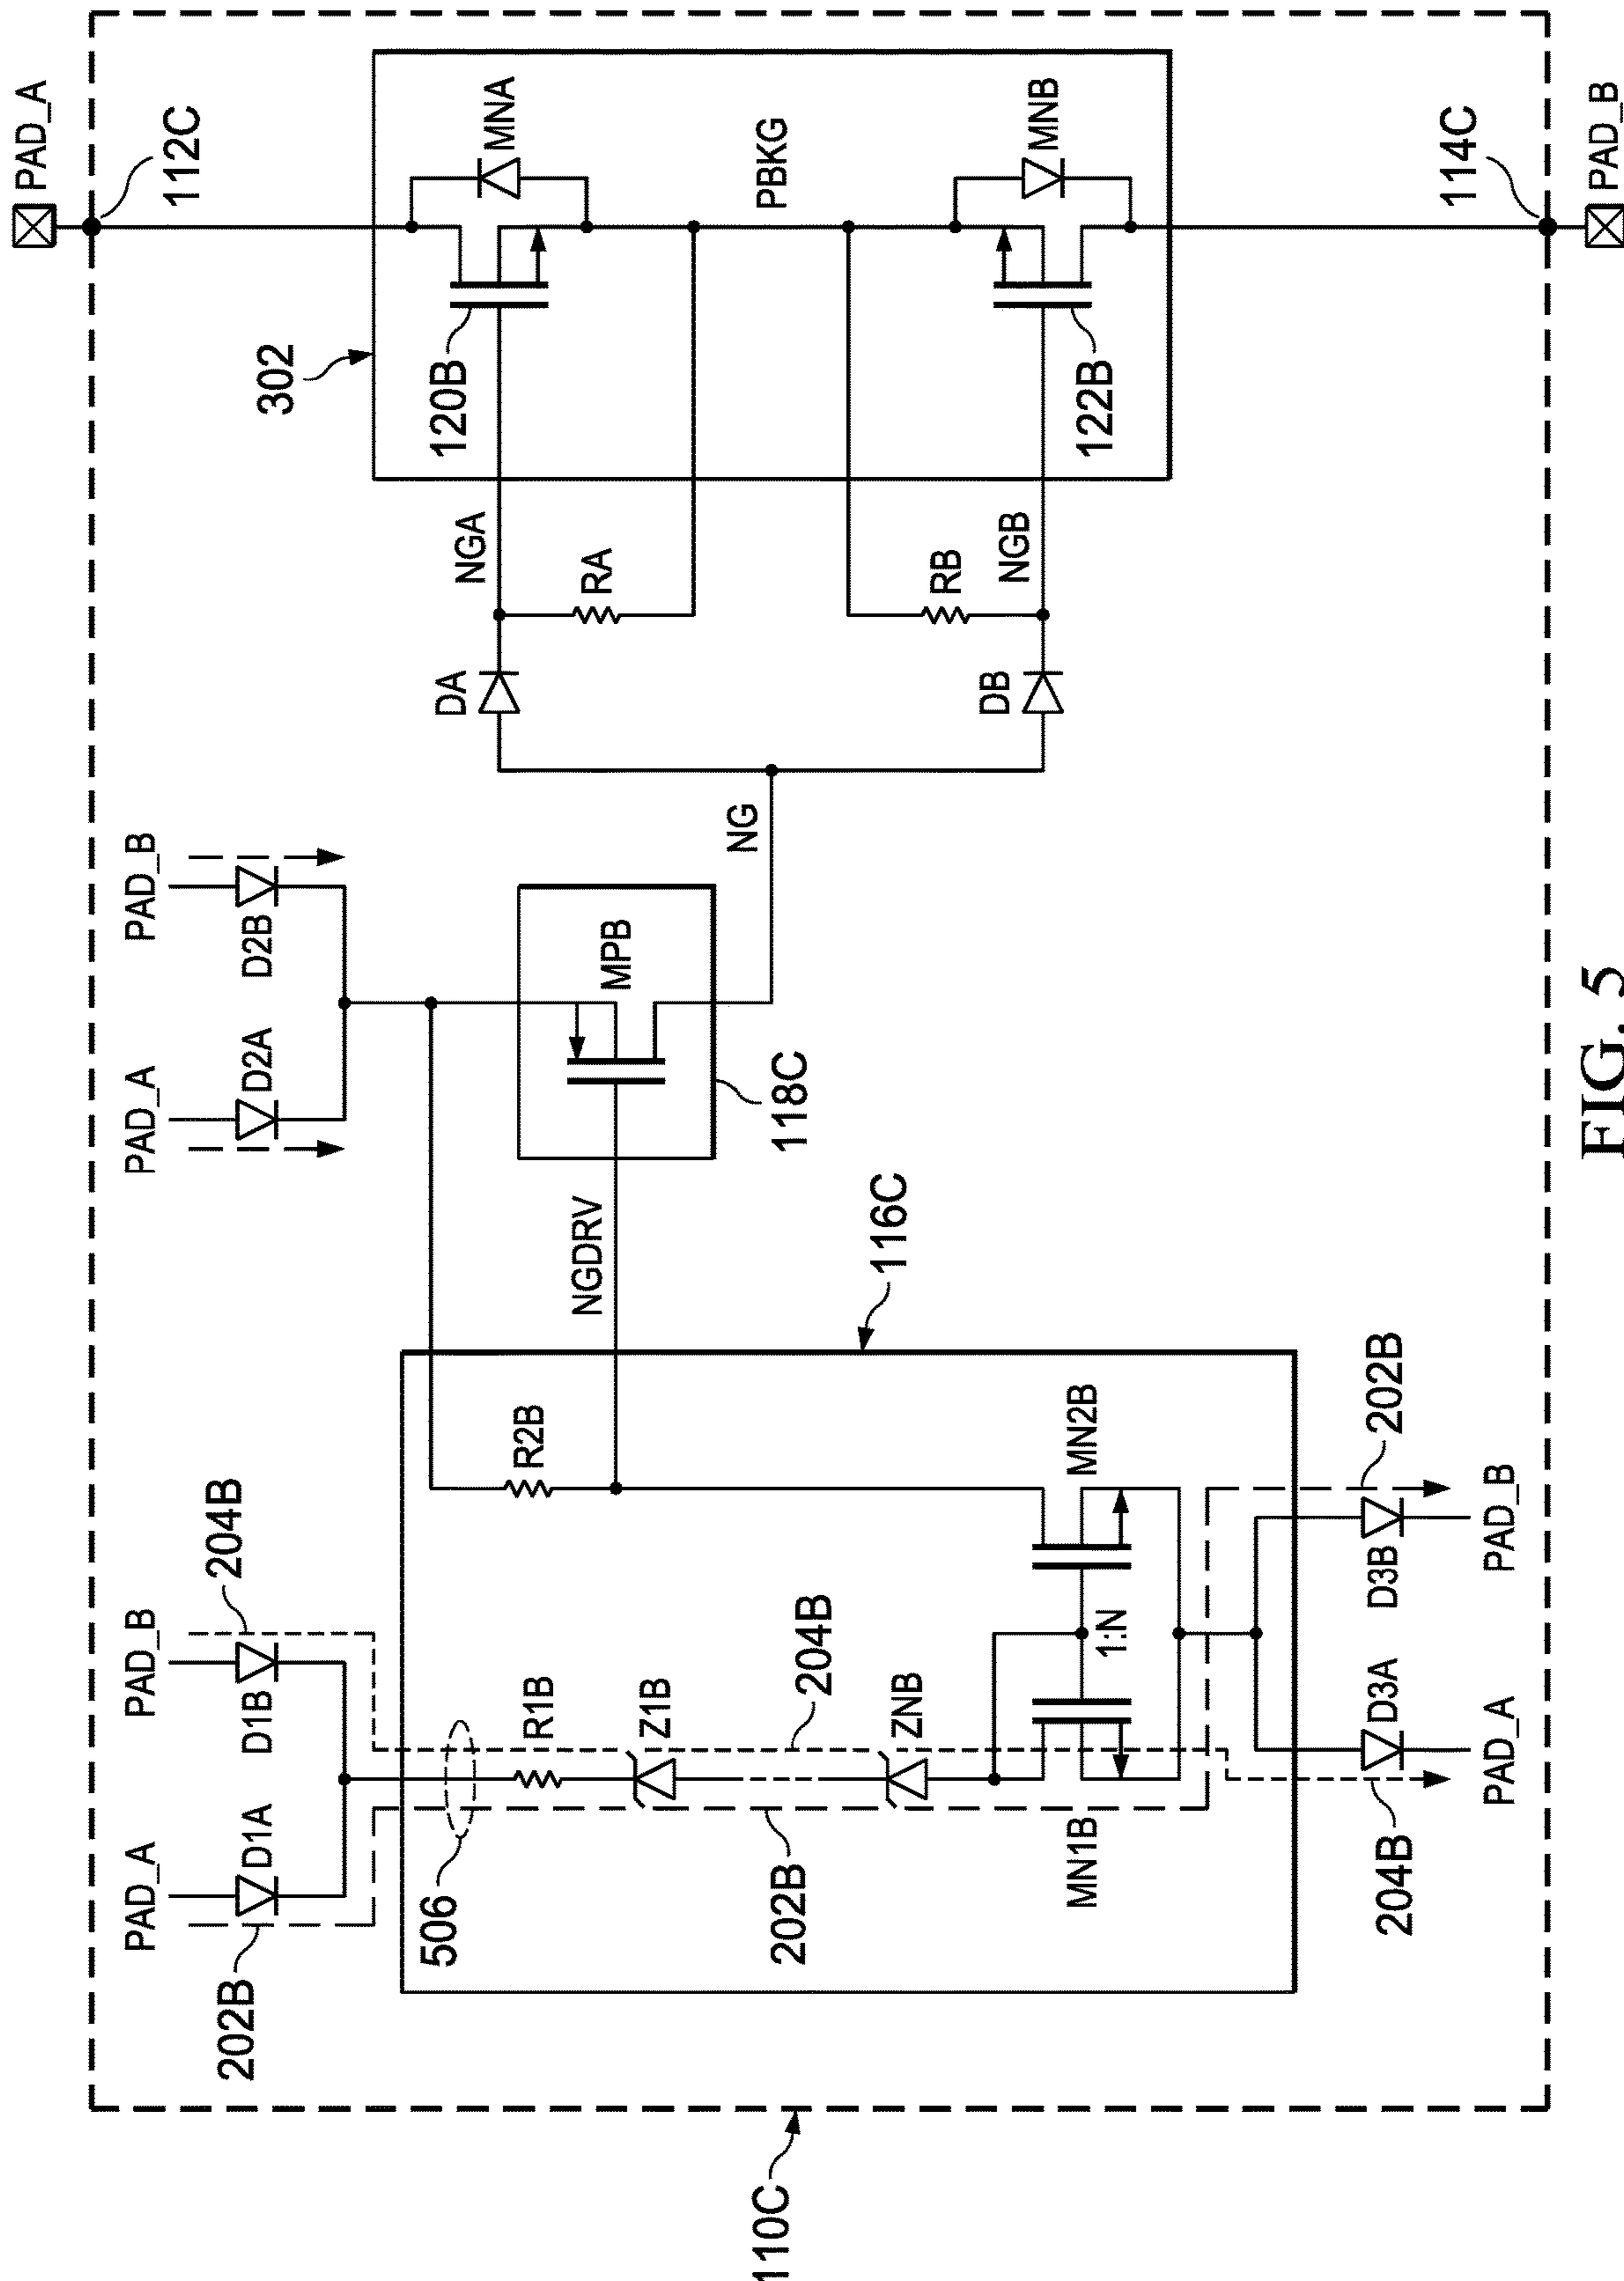 PAD_A
112C
302
120B
MNA
PBKG
MNB
122B
114C
PAD_B
NGA
RA
RB
NGB
DA
DB
NG
PAD_A
D2A
PAD_B
D2B
MPB
118C
NGDRV
116C
R2B
MN2B
202B
204B
PAD_B
D1B
R1B
Z1B
204B
ZNB
1:N
D3B
PAD_B
PAD_A
D1A
202B
506
202B
MN1B
D3A
PAD_A
204B
110C
FIG. 5